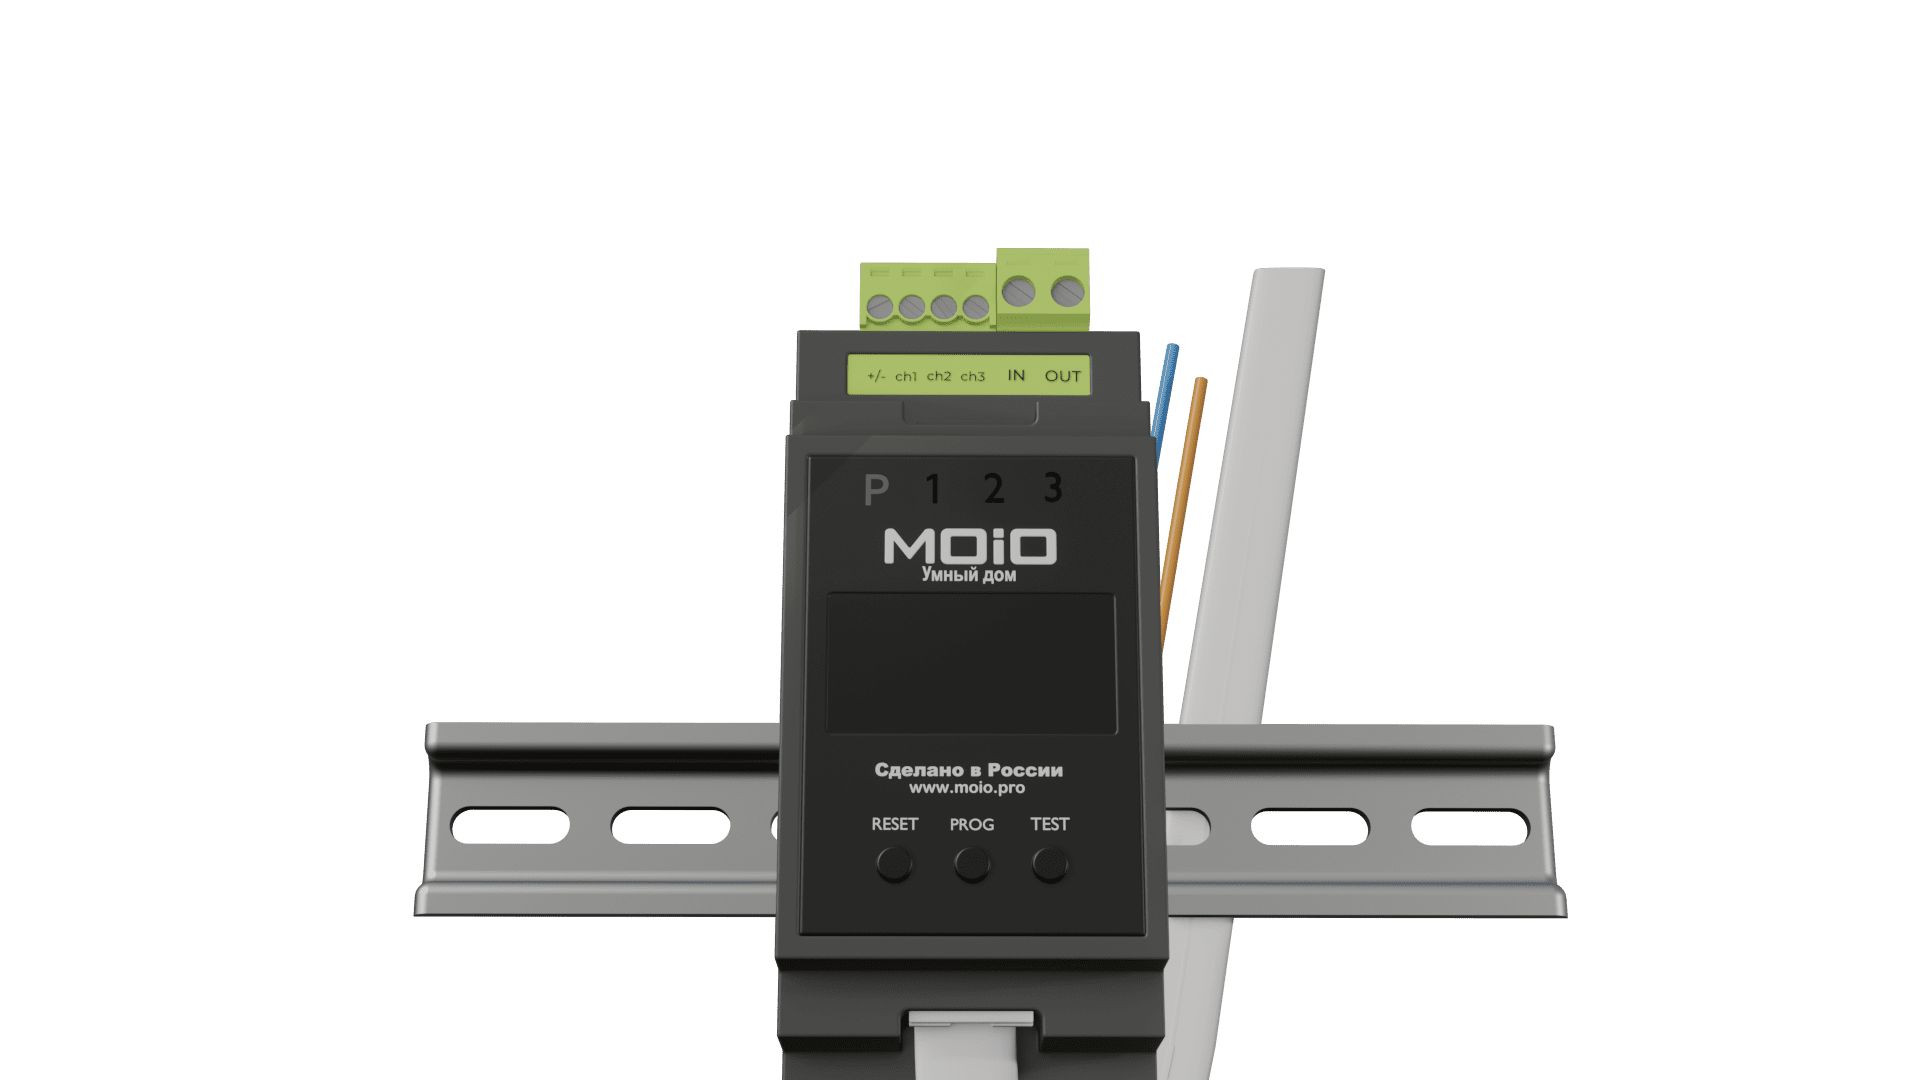 +/- ch1 ch2 ch3 IN OUT
P 1 2 3
MOiO
Умный дом
Сделано в России
www.moio.pro
RESET PROG TEST